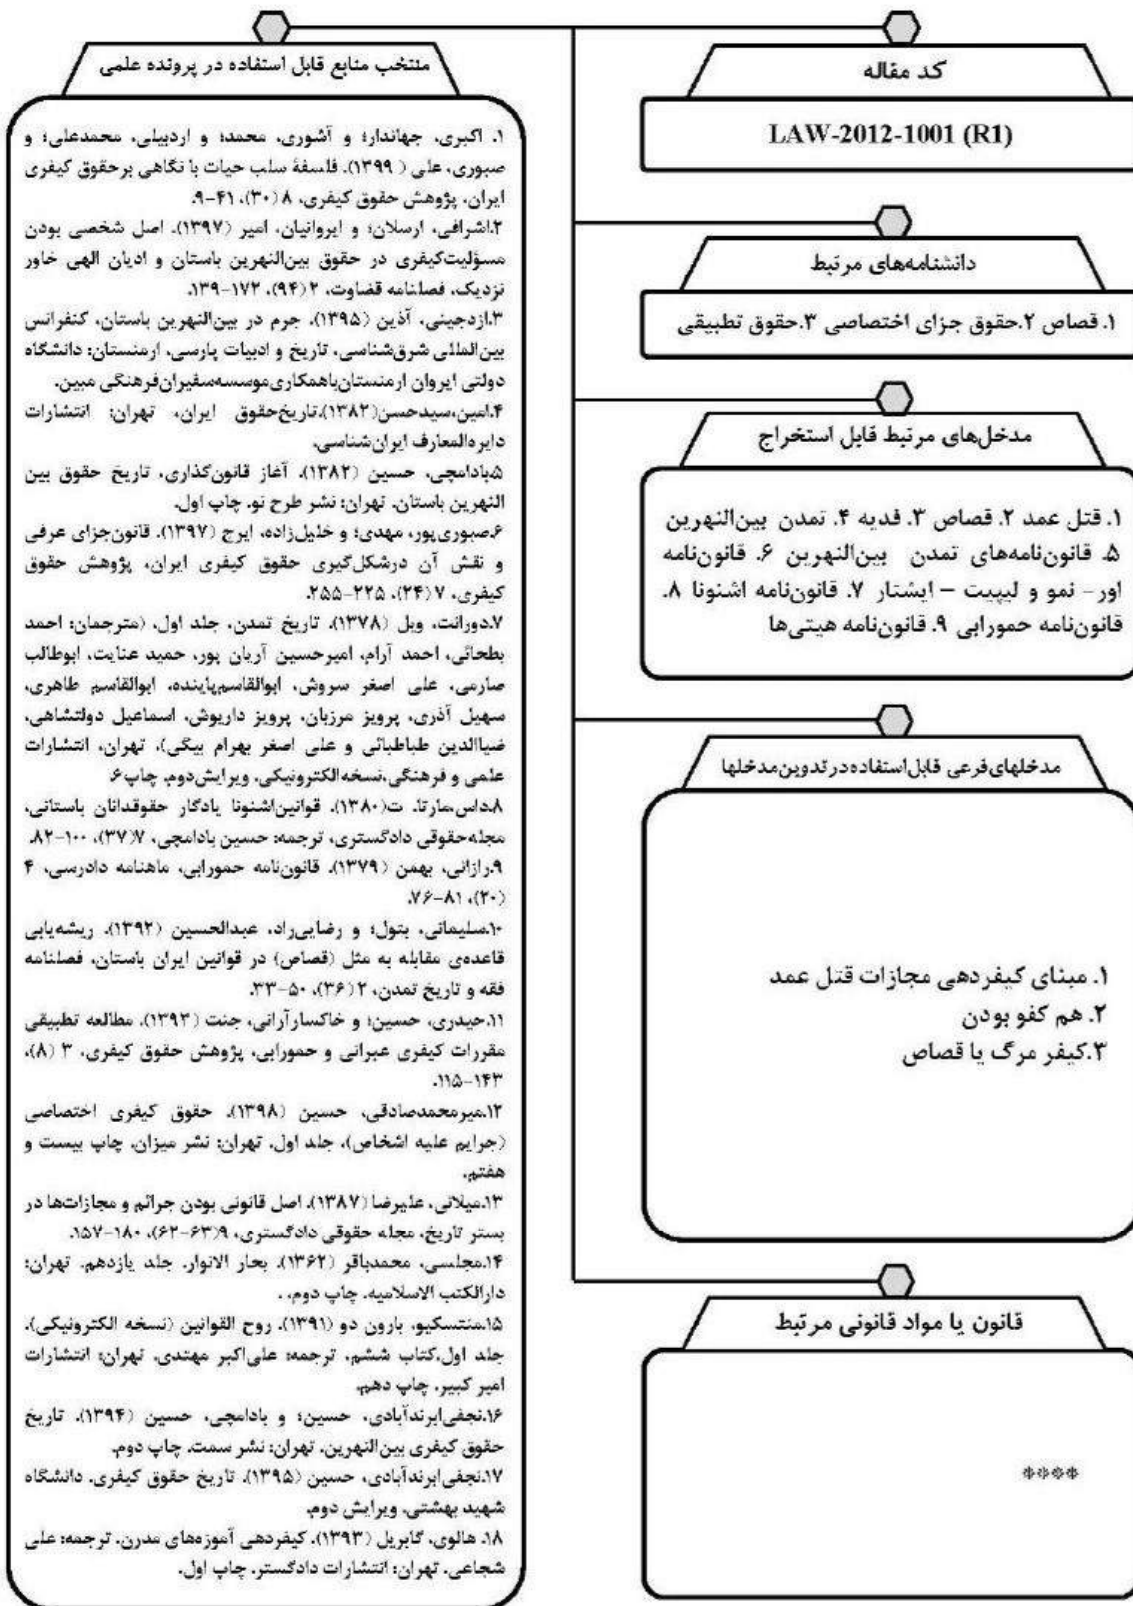 کد مقاله
LAW-2012-1001 (R1)
دانشنامه‌های مرتبط
۱. قصاص ۲.حقوق جزای اختصاصی ۳.حقوق تطبیقی
مدخل‌های مرتبط قابل استخراج
۱. قتل عمد ۲. قصاص ۳. فدیه ۴. تمدن بین‌النهرین
۵. قانون‌نامه‌های تمدن بین‌النهرین ۶. قانون‌نامه
اور- نمو و لیپیت – ایشتار ۷. قانون‌نامه اشنونا ۸.
قانون‌نامه حمورابی ۹. قانون‌نامه هیتی‌ها
مدخلهای فرعی قابل استفاده در تدوین مدخلها
۱. مبنای کیفردهی مجازات قتل عمد
۲. هم کفو بودن
۳.کیفر مرگ یا قصاص
قانون یا مواد قانونی مرتبط
****
منتخب منابع قابل استفاده در پرونده علمی
۱. اکبری، جهاندار؛ و آشوری، محمد؛ و اردبیلی، محمدعلی؛ و
صبوری، علی ( ۱۳۹۹). فلسفهٔ سلب حیات با نگاهی برحقوق کیفری
ایران، پژوهش حقوق کیفری، ۸ (۳۰)، ۴۱-۹.
۲.اشرافی، ارسلان؛ و ایروانیان، امیر (۱۳۹۷). اصل شخصی بودن
مسؤلیت‌کیفری در حقوق بین‌النهرین باستان و ادیان الهی خاور
نزدیک، فصلنامه قضاوت، ۲ (۹۴)، ۱۷۲-۱۳۹.
۳.ازدجینی، آذین (۱۳۹۵). جرم در بین‌النهرین باستان، کنفرانس
بین‌المللی شرق‌شناسی، تاریخ و ادبیات پارسی، ارمنستان: دانشگاه
دولتی ایروان ارمنستان‌باهمکاری‌موسسه‌سفیران‌فرهنگی مبین.
۴.امین،سیدحسن(۱۳۸۲).تاریخ‌حقوق ایران، تهران: انتشارات
دایره‌المعارف ایران‌شناسی.
۵.بادامچی، حسین (۱۳۸۲). آغاز قانون‌گذاری، تاریخ حقوق بین
النهرین باستان. تهران: نشر طرح نو. چاپ اول.
۶.صبوری‌پور، مهدی؛ و خلیل‌زاده، ایرج (۱۳۹۷). قانون‌جزای عرفی
و نقش آن درشکل‌گیری حقوق کیفری ایران، پژوهش حقوق
کیفری، ۷ (۲۴)، ۲۲۵-۲۵۵.
۷.دورانت، ویل (۱۳۷۸). تاریخ تمدن، جلد اول، (مترجمان: احمد
بطحائی، احمد آرام، امیرحسین آریان پور، حمید عنایت، ابوطالب
صارمی، علی اصغر سروش، ابوالقاسم‌پاینده، ابوالقاسم طاهری،
سهیل آذری، پرویز مرزبان، پرویز داریوش، اسماعیل دولتشاهی،
ضیاالدین طباطبائی و علی اصغر بهرام بیگی)، تهران، انتشارات
علمی و فرهنگی،نسخه‌الکترونیکی. ویرایش‌دوم. چاپ۶.
۸.داس،مارتا. ت(۱۳۸۰). قوانین‌اشنونا یادگار حقوقدانان باستانی،
مجله‌حقوقی دادگستری، ترجمه: حسین بادامچی، ۷(۳۷)، ۱۰۰-۸۲.
۹.رازانی، بهمن (۱۳۷۹). قانون‌نامه حمورابی، ماهنامه دادرسی، ۴
(۲۰)، ۸۱-۷۶.
۱۰.سلیمانی، بتول؛ و رضایی‌راد، عبدالحسین (۱۳۹۲). ریشه‌یابی
قاعده‌ی مقابله به مثل (قصاص) در قوانین ایران باستان، فصلنامه
فقه و تاریخ تمدن، ۲ (۳۶)، ۵۰-۳۳.
۱۱.حیدری، حسین؛ و خاکسارآرانی، جنت (۱۳۹۳). مطالعه تطبیقی
مقررات کیفری عبرانی و حمورابی، پژوهش حقوق کیفری، ۳ (۸)،
۱۴۳-۱۱۵.
۱۲.میرمحمدصادقی، حسین (۱۳۹۸). حقوق کیفری اختصاصی
(جرایم علیه اشخاص)، جلد اول. تهران: نشر میزان. چاپ بیست و
هفتم.
۱۳.میلانی، علیرضا (۱۳۸۷). اصل قانونی بودن جرائم و مجازات‌ها در
بستر تاریخ، مجله حقوقی دادگستری، ۹(۶۳-۶۲)، ۱۸۰-۱۵۷.
۱۴.مجلسی، محمدباقر (۱۳۶۲). بحار الانوار. جلد یازدهم. تهران:
دارالکتب الاسلامیه. چاپ دوم. .
۱۵.منتسکیو، بارون دو (۱۳۹۱). روح القوانین (نسخه الکترونیکی).
جلد اول.کتاب ششم. ترجمه: علی‌اکبر مهتدی. تهران: انتشارات
امیر کبیر. چاپ دهم.
۱۶.نجفی‌ابرندآبادی، حسین؛ و بادامچی، حسین (۱۳۹۴). تاریخ
حقوق کیفری بین‌النهرین. تهران: نشر سمت. چاپ دوم.
۱۷.نجفی‌ابرندآبادی، حسین (۱۳۹۵). تاریخ حقوق کیفری. دانشگاه
شهید بهشتی. ویرایش دوم.
۱۸. هالوی، گابریل (۱۳۹۳). کیفردهی آموزه‌های مدرن. ترجمه: علی
شجاعی. تهران: انتشارات دادگستر. چاپ اول.